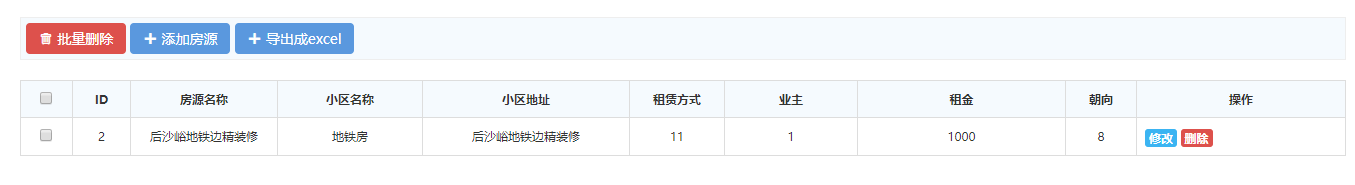 批量删除 添加房源 导出成excel
ID 房源名称 小区名称 小区地址 租赁方式 业主 租金 朝向 操作
2 后沙峪地铁边精装修 地铁房 后沙峪地铁边精装修 11 1 1000 8 修改 删除